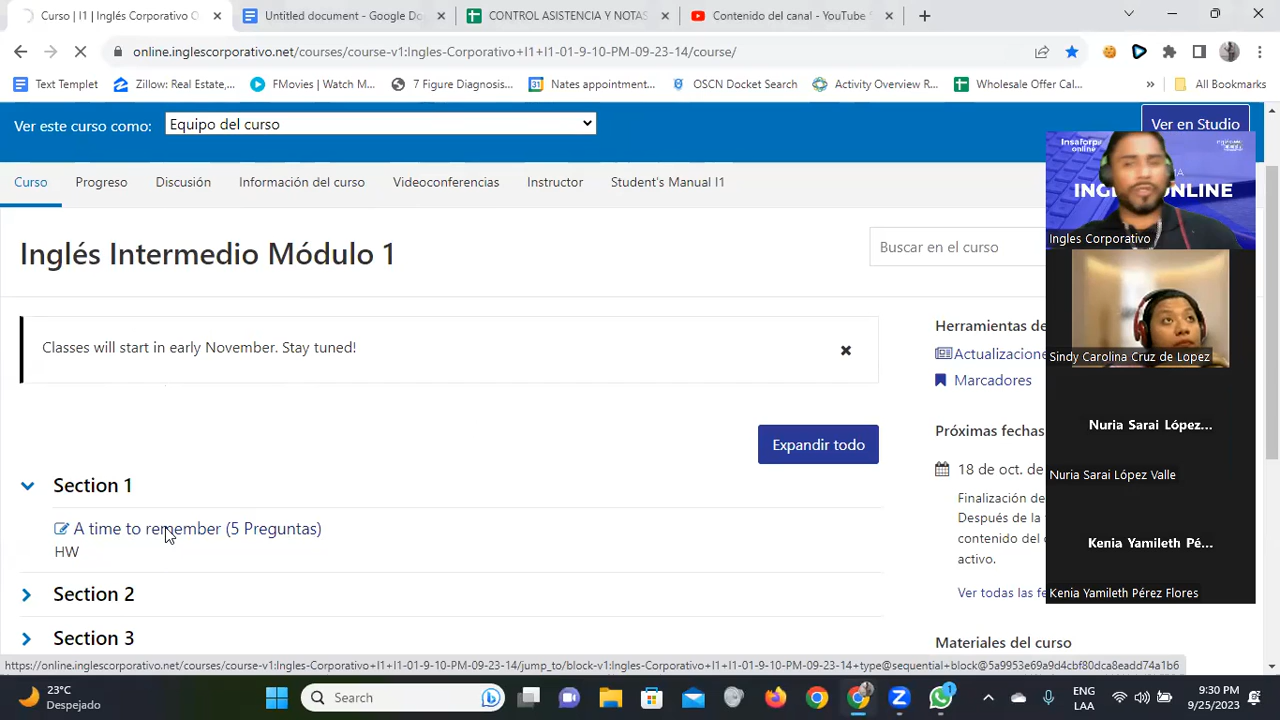 Curso | I1 | Inglés Corporativo O
Untitled document - Google Do
CONTROL ASISTENCIA Y NOTAS
Contenido del canal - YouTube
online.inglescorporativo.net/courses/course-v1:Ingles-Corporativo+I1+I1-01-9-10-PM-09-23-14/course/
Text Templet
Zillow: Real Estate,...
FMovies | Watch M...
7 Figure Diagnosis...
Nates appointment...
OSCN Docket Search
Activity Overview R...
Wholesale Offer Cal...
»
All Bookmarks
Ver este curso como:
Equipo del curso
Ver en Studio
Curso
Progreso
Discusión
Información del curso
Videoconferencias
Instructor
Student's Manual I1
Inglés Intermedio Módulo 1
Buscar en el curso
Classes will start in early November. Stay tuned!
Expandir todo
Section 1
A time to remember (5 Preguntas)
HW
Section 2
Section 3
Herramientas de
Actualizacione
Marcadores
Próximas fechas
18 de oct. de
Finalización de
Después de la
contenido del c
activo.
Ver todas las fe
Materiales del curso
online
Ingles Corporativo
Sindy Carolina Cruz de Lopez
Nuria Sarai López...
Nuria Sarai López Valle
Kenia Yamileth Pé...
Kenia Yamileth Pérez Flores
https://online.inglescorporativo.net/courses/course-v1:Ingles-Corporativo+I1+I1-01-9-10-PM-09-23-14/jump_to/block-v1:Ingles-Corporativo+I1+I1-01-9-10-PM-09-23-14+type@sequential+block@5a9953e69a9d4cbf80dca8eadd74a1b6
23°C
Despejado
Search
1
ENG
LAA
9:30 PM
9/25/2023